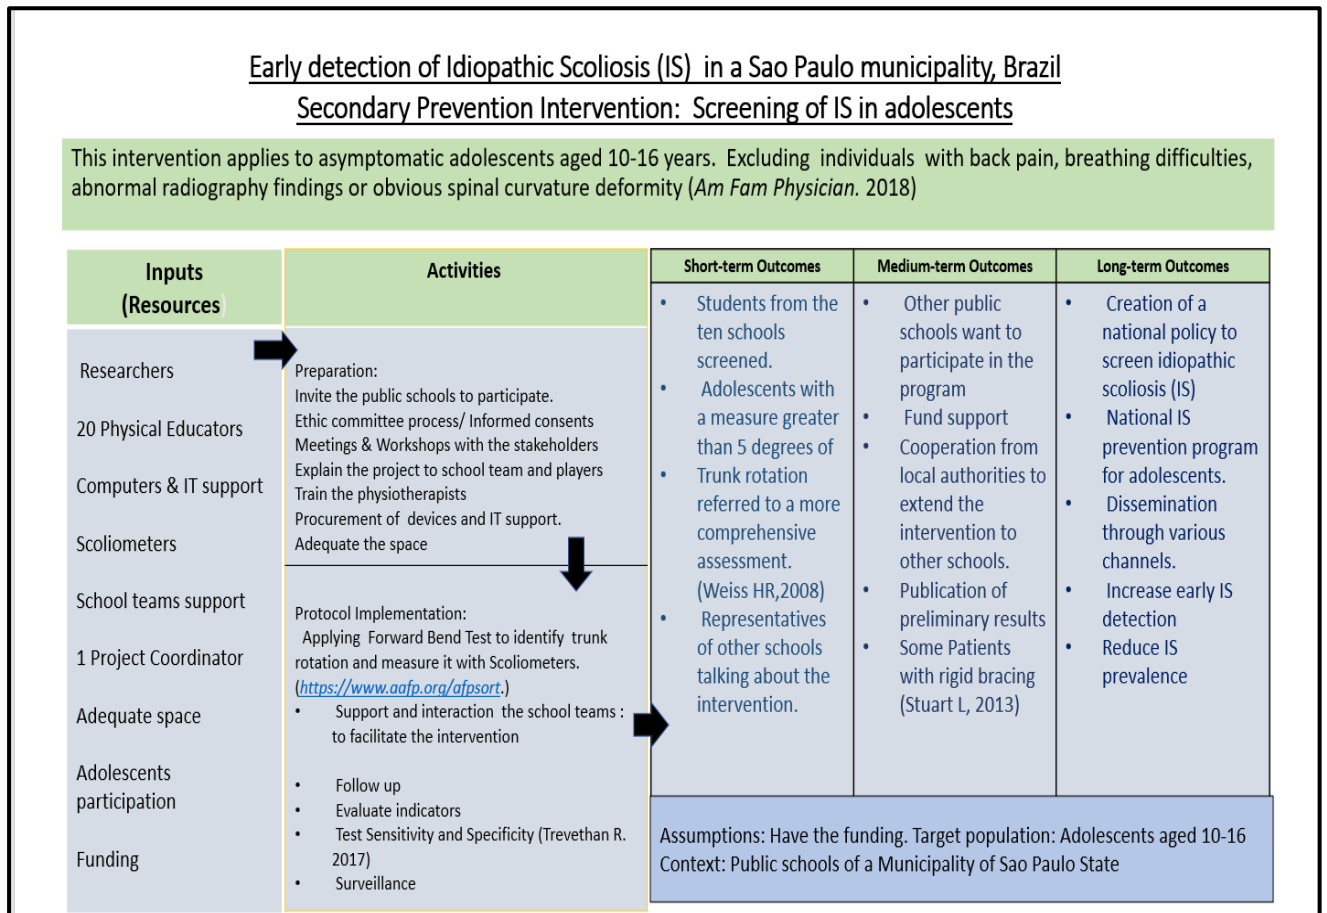 Early detection of Idiopathic Scoliosis (IS) in a Sao Paulo municipality, Brazil
Secondary Prevention Intervention: Screening of IS in adolescents
This intervention applies to asymptomatic adolescents aged 10-16 years. Excluding individuals with back pain, breathing difficulties,
abnormal radiography findings or obvious spinal curvature deformity (Am Fam Physician. 2018)
Inputs
(Resources)
Researchers
20 Physical Educators
Computers & IT support
Scoliometers
School teams support
1 Project Coordinator
Adequate space
Adolescents
participation
Funding
Activities
Preparation:
Invite the public schools to participate.
Ethic committee process/ Informed consents
Meetings & Workshops with the stakeholders
Explain the project to school team and players
Train the physiotherapists
Procurement of devices and IT support.
Adequate the space
Protocol Implementation:
Applying Forward Bend Test to identify trunk
rotation and measure it with Scoliometers.
(https://www.aafp.org/afpsort.)
• Support and interaction the school teams :
to facilitate the intervention
• Follow up
• Evaluate indicators
• Test Sensitivity and Specificity (Trevethan R.
2017)
• Surveillance
Short-term Outcomes
• Students from the
ten schools
screened.
• Adolescents with
a measure greater
than 5 degrees of
• Trunk rotation
referred to a more
comprehensive
assessment.
(Weiss HR,2008)
• Representatives
of other schools
talking about the
intervention.
Medium-term Outcomes
• Other public
schools want to
participate in the
program
• Fund support
• Cooperation from
local authorities to
extend the
intervention to
other schools.
• Publication of
preliminary results
• Some Patients
with rigid bracing
(Stuart L, 2013)
Long-term Outcomes
• Creation of a
national policy to
screen idiopathic
scoliosis (IS)
• National IS
prevention program
for adolescents.
• Dissemination
through various
channels.
• Increase early IS
detection
• Reduce IS
prevalence
Assumptions: Have the funding. Target population: Adolescents aged 10-16
Context: Public schools of a Municipality of Sao Paulo State